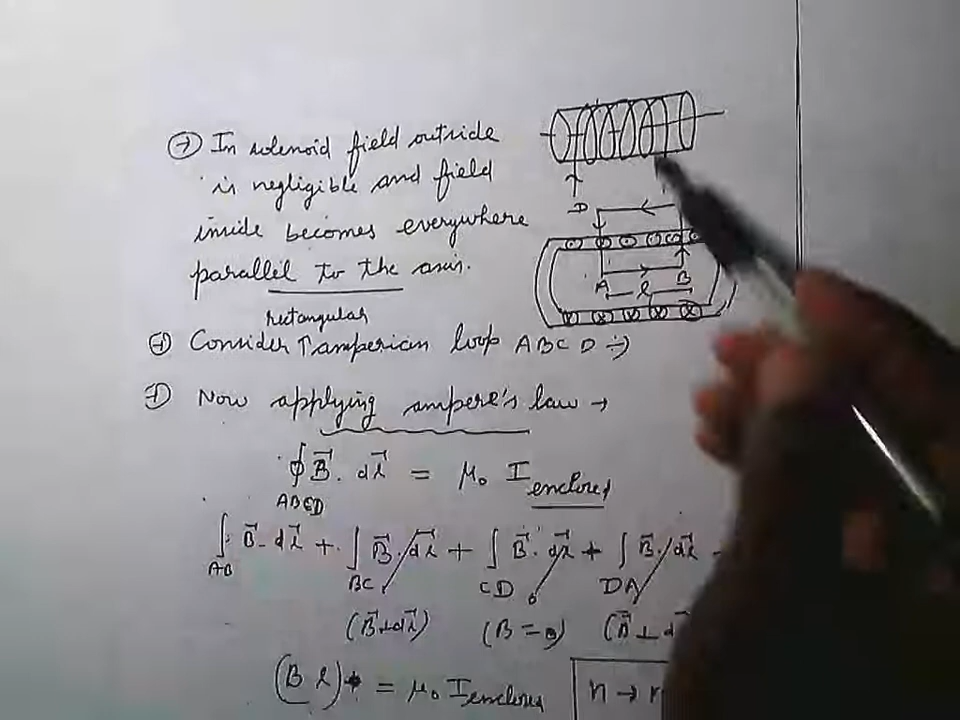 → In solenoid field outside
is negligible and field
inside becomes everywhere
parallel to the axis.
D
A l B
rectangular
→ Consider ↑ amperian loop ABCD ÷)
→ Now applying ampere's law →
∮ B⃗. dl⃗ = μ₀ I enclosed
ABCD
∫ B⃗. dl⃗ + ∫ B⃗. dl⃗ + ∫ B⃗. dl⃗ + ∫ B⃗. dl⃗
AB BC CD 0 DA
(B⃗⊥dl⃗) (B = 0) (B⃗ ⊥ d
(B l) = μ₀ I enclosed n →